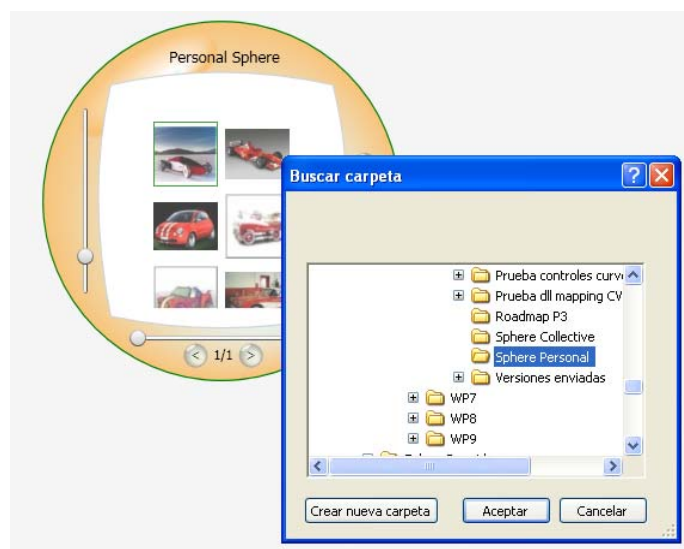 Personal Sphere
< 1/1 >
Buscar carpeta
Prueba controles curv
Prueba dll mapping CV
Roadmap P3
Sphere Collective
Sphere Personal
Versiones enviadas
WP7
WP8
WP9
Crear nueva carpeta Aceptar Cancelar